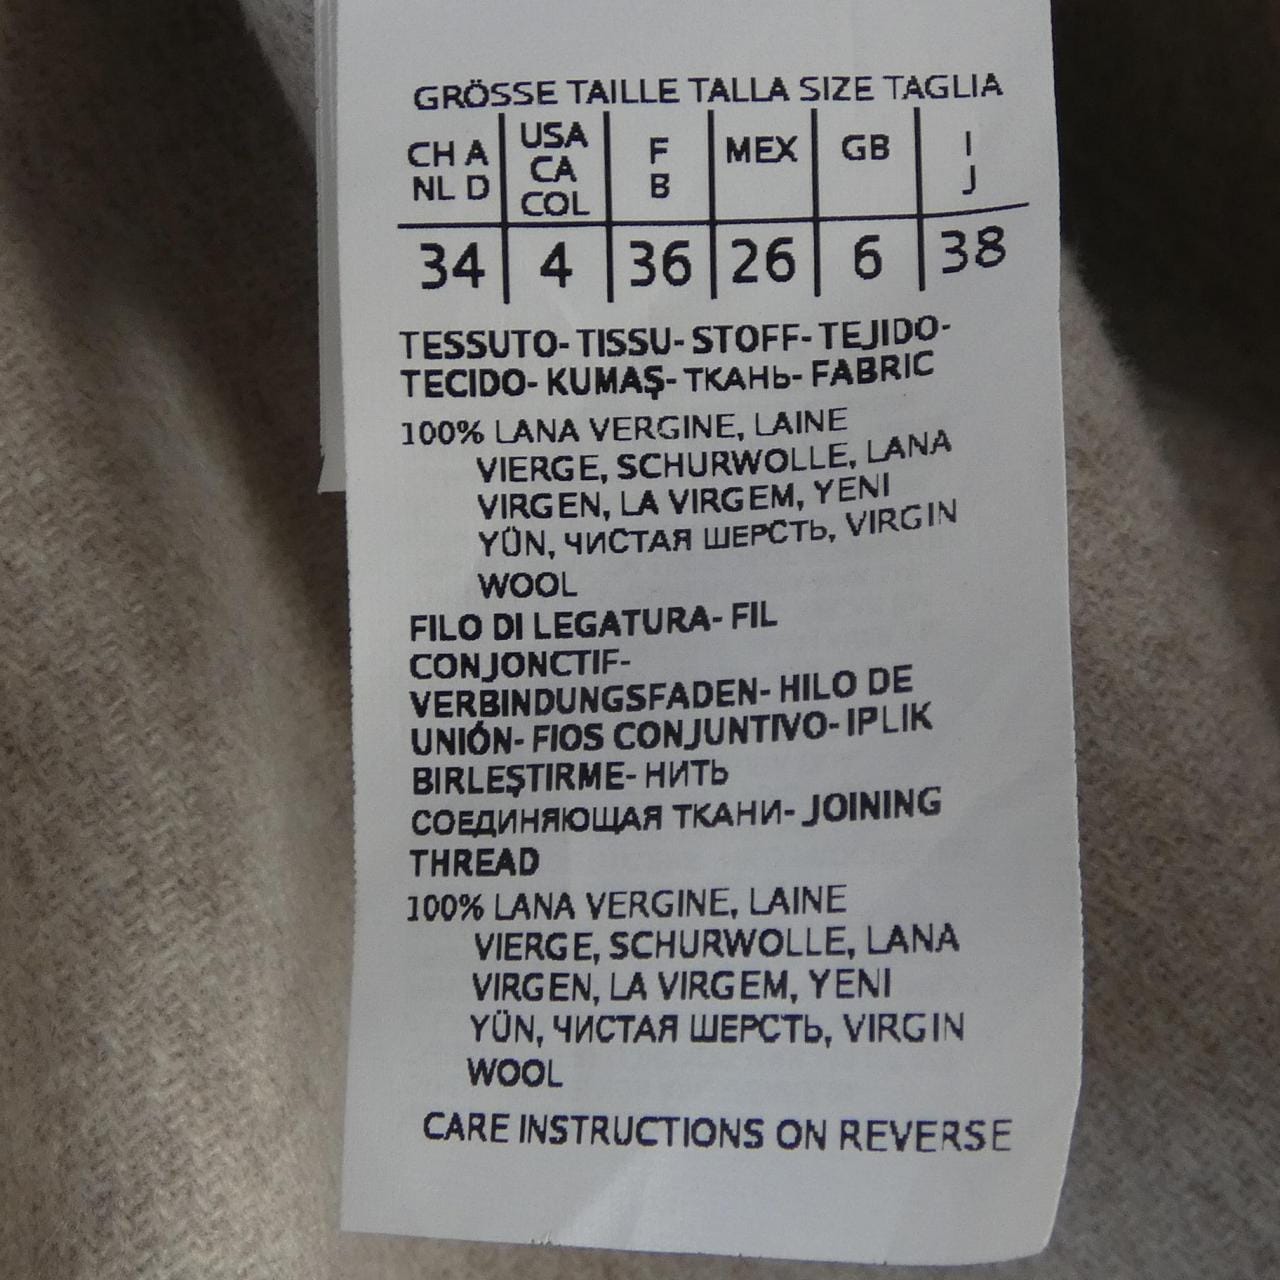 GRÖSSE TAILLE TALLA SIZE TAGLIA
CH A NL D | USA CA COL | F B | MEX | GB | I J
34 | 4 | 36 | 26 | 6 | 38
TESSUTO- TISSU- STOFF- TEJIDO-
TECIDO- KUMAŞ- ТКАНЬ- FABRIC
100% LANA VERGINE, LAINE
VIERGE, SCHURWOLLE, LANA
VIRGEN, LA VIRGEM, YENI
YÜN, ЧИСТАЯ ШЕРСТЬ, VIRGIN
WOOL
FILO DI LEGATURA- FIL
CONJONCTIF-
VERBINDUNGSFADEN- HILO DE
UNIÓN- FIOS CONJUNTIVO- IPLIK
BIRLEŞTIRME- НИТЬ
СОЕДИНЯЮЩАЯ ТКАНИ- JOINING
THREAD
100% LANA VERGINE, LAINE
VIERGE, SCHURWOLLE, LANA
VIRGEN, LA VIRGEM, YENI
YÜN, ЧИСТАЯ ШЕРСТЬ, VIRGIN
WOOL
CARE INSTRUCTIONS ON REVERSE